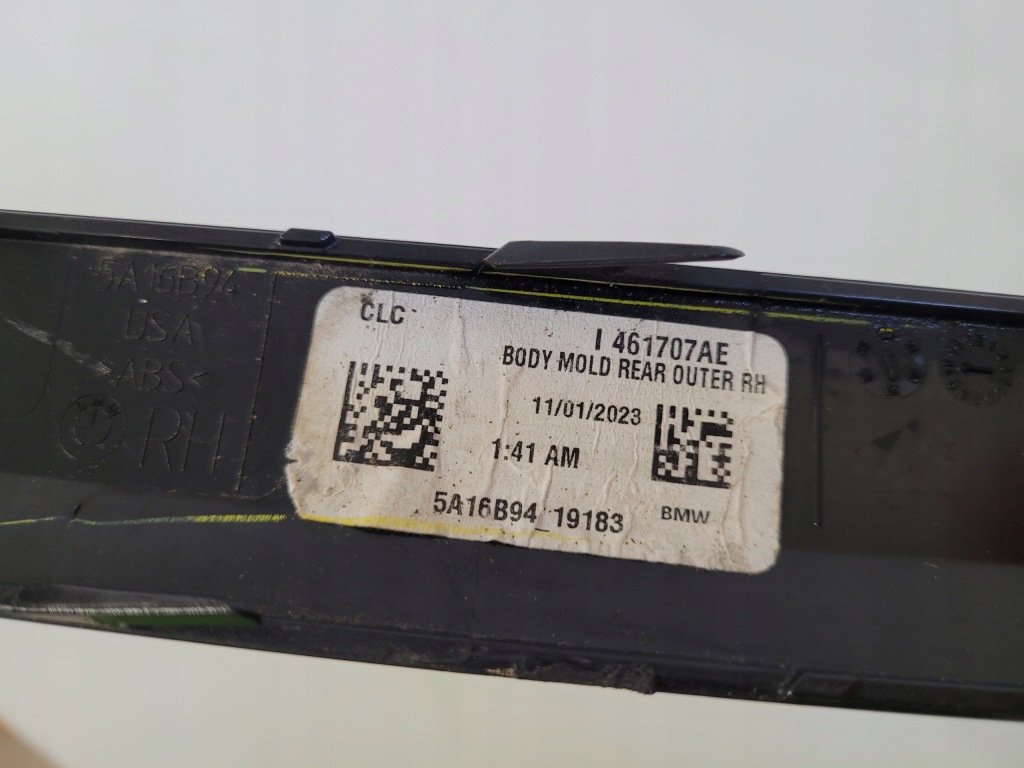 5A16B94
USA
>ABS<
RH
CLC
I 461707AE
BODY MOLD REAR OUTER RH
11/01/2023
1:41 AM
5A16B94_19183
BMW